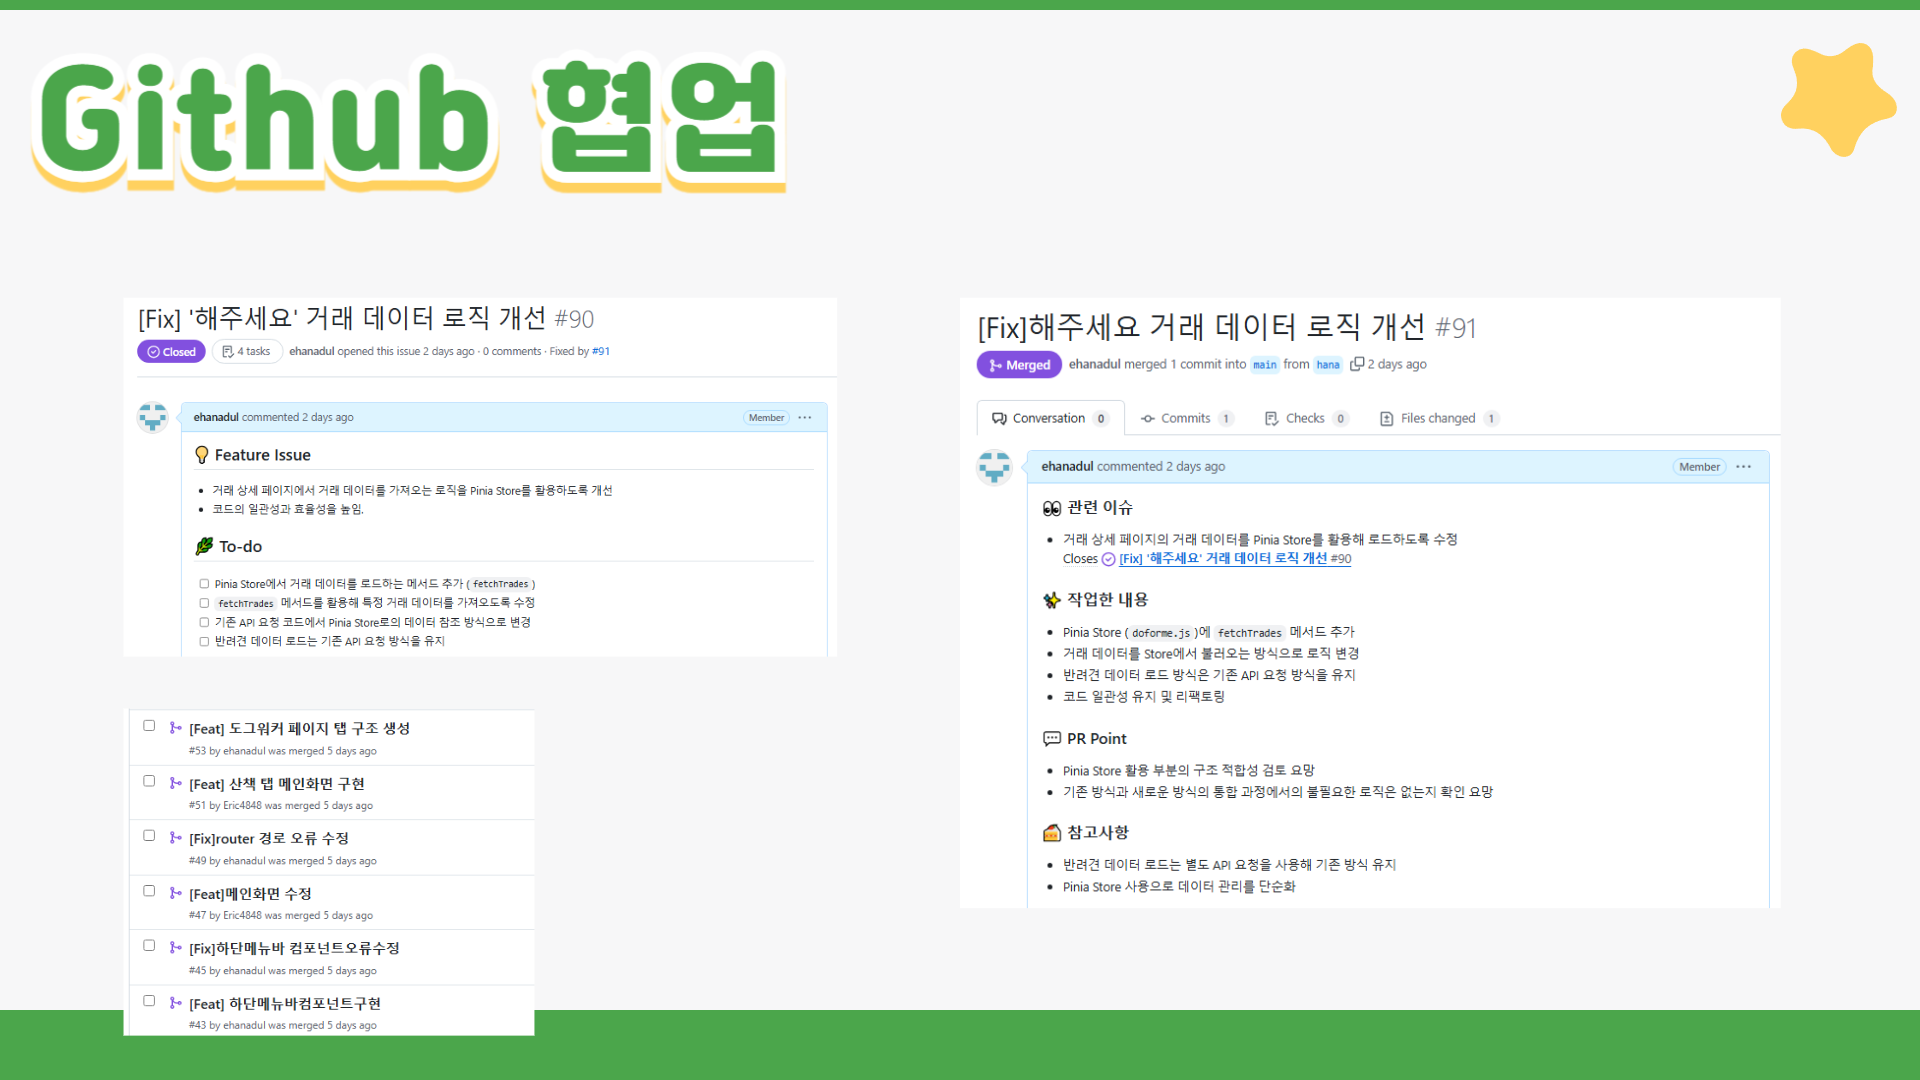 Github 협업
[Fix] '해주세요' 거래 데이터 로직 개선 #90
Closed 4 tasks ehanadul opened this issue 2 days ago · 0 comments · Fixed by #91
ehanadul commented 2 days ago Member ...
Feature Issue
• 거래 상세 페이지에서 거래 데이터를 가져오는 로직을 Pinia Store를 활용하도록 개선
• 코드의 일관성과 효율성을 높임.
To-do
Pinia Store에서 거래 데이터를 로드하는 메서드 추가 ( fetchTrades )
fetchTrades 메서드를 활용해 특정 거래 데이터를 가져오도록 수정
기존 API 요청 코드에서 Pinia Store로의 데이터 참조 방식으로 변경
반려견 데이터 로드는 기존 API 요청 방식을 유지
[Feat] 도그워커 페이지 탭 구조 생성
#53 by ehanadul was merged 5 days ago
[Feat] 산책 탭 메인화면 구현
#51 by Eric4848 was merged 5 days ago
[Fix]router 경로 오류 수정
#49 by ehanadul was merged 5 days ago
[Feat]메인화면 수정
#47 by Eric4848 was merged 5 days ago
[Fix]하단메뉴바 컴포넌트오류수정
#45 by ehanadul was merged 5 days ago
[Feat] 하단메뉴바컴포넌트구현
#43 by ehanadul was merged 5 days ago
[Fix]해주세요 거래 데이터 로직 개선 #91
Merged ehanadul merged 1 commit into main from hana 2 days ago
Conversation 0 Commits 1 Checks 0 Files changed 1
ehanadul commented 2 days ago Member ...
관련 이슈
• 거래 상세 페이지의 거래 데이터를 Pinia Store를 활용해 로드하도록 수정
Closes [Fix] '해주세요' 거래 데이터 로직 개선 #90
작업한 내용
• Pinia Store ( doforme.js )에 fetchTrades 메서드 추가
• 거래 데이터를 Store에서 불러오는 방식으로 로직 변경
• 반려견 데이터 로드 방식은 기존 API 요청 방식을 유지
• 코드 일관성 유지 및 리팩토링
PR Point
• Pinia Store 활용 부분의 구조 적합성 검토 요망
• 기존 방식과 새로운 방식의 통합 과정에서의 불필요한 로직은 없는지 확인 요망
참고사항
• 반려견 데이터 로드는 별도 API 요청을 사용해 기존 방식 유지
• Pinia Store 사용으로 데이터 관리를 단순화